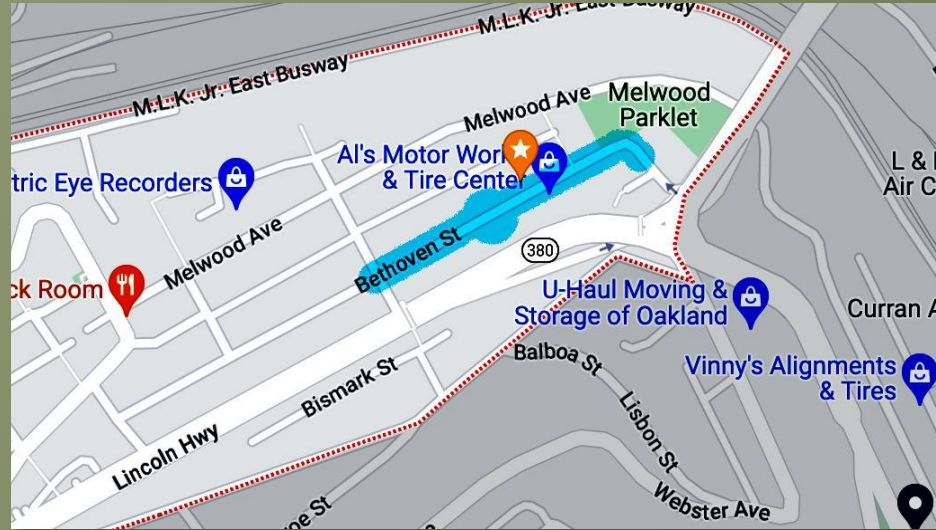 M.L.K. Jr. East Busway
M.L.K. Jr. East Busway
Melwood Ave
Melwood
Parklet
Al's Motor Wor
& Tire Center
tric Eye Recorders
L &
Air C
Melwood Ave
Bethoven St
380
ck Room
U-Haul Moving &
Storage of Oakland
Curran A
Balboa St
Vinny's Alignments
& Tires
Bismark St
Lisbon St
Lincoln Hwy
Webster Ave
oe St